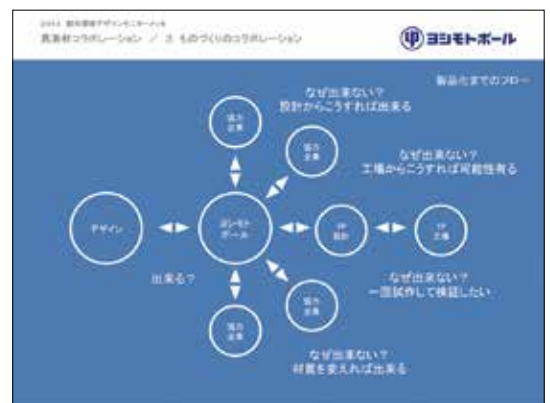 異素材コラボレーション / 3 ものづくりのコラボレーション
ヨシモトポール
製品化までのフロー
なぜ出来ない?
設計からこうすれば出来る
協力
企業
なぜ出来ない?
工場からこうすれば可能性有る
協力
企業
デザイン
ヨシモト
ポール
YP
設計
YP
工場
出来る?
なぜ出来ない?
一回試作して検証したい
協力
企業
協力
企業
なぜ出来ない?
材質を変えれば出来る